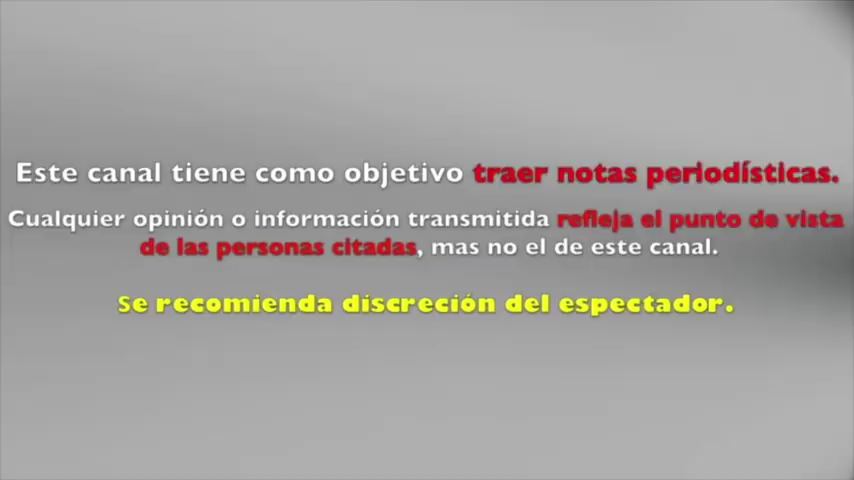 Este canal tiene como objetivo traer notas periodísticas.
Cualquier opinión o información transmitida refleja el punto de vista
de las personas citadas, mas no el de este canal.
Se recomienda discreción del espectador.